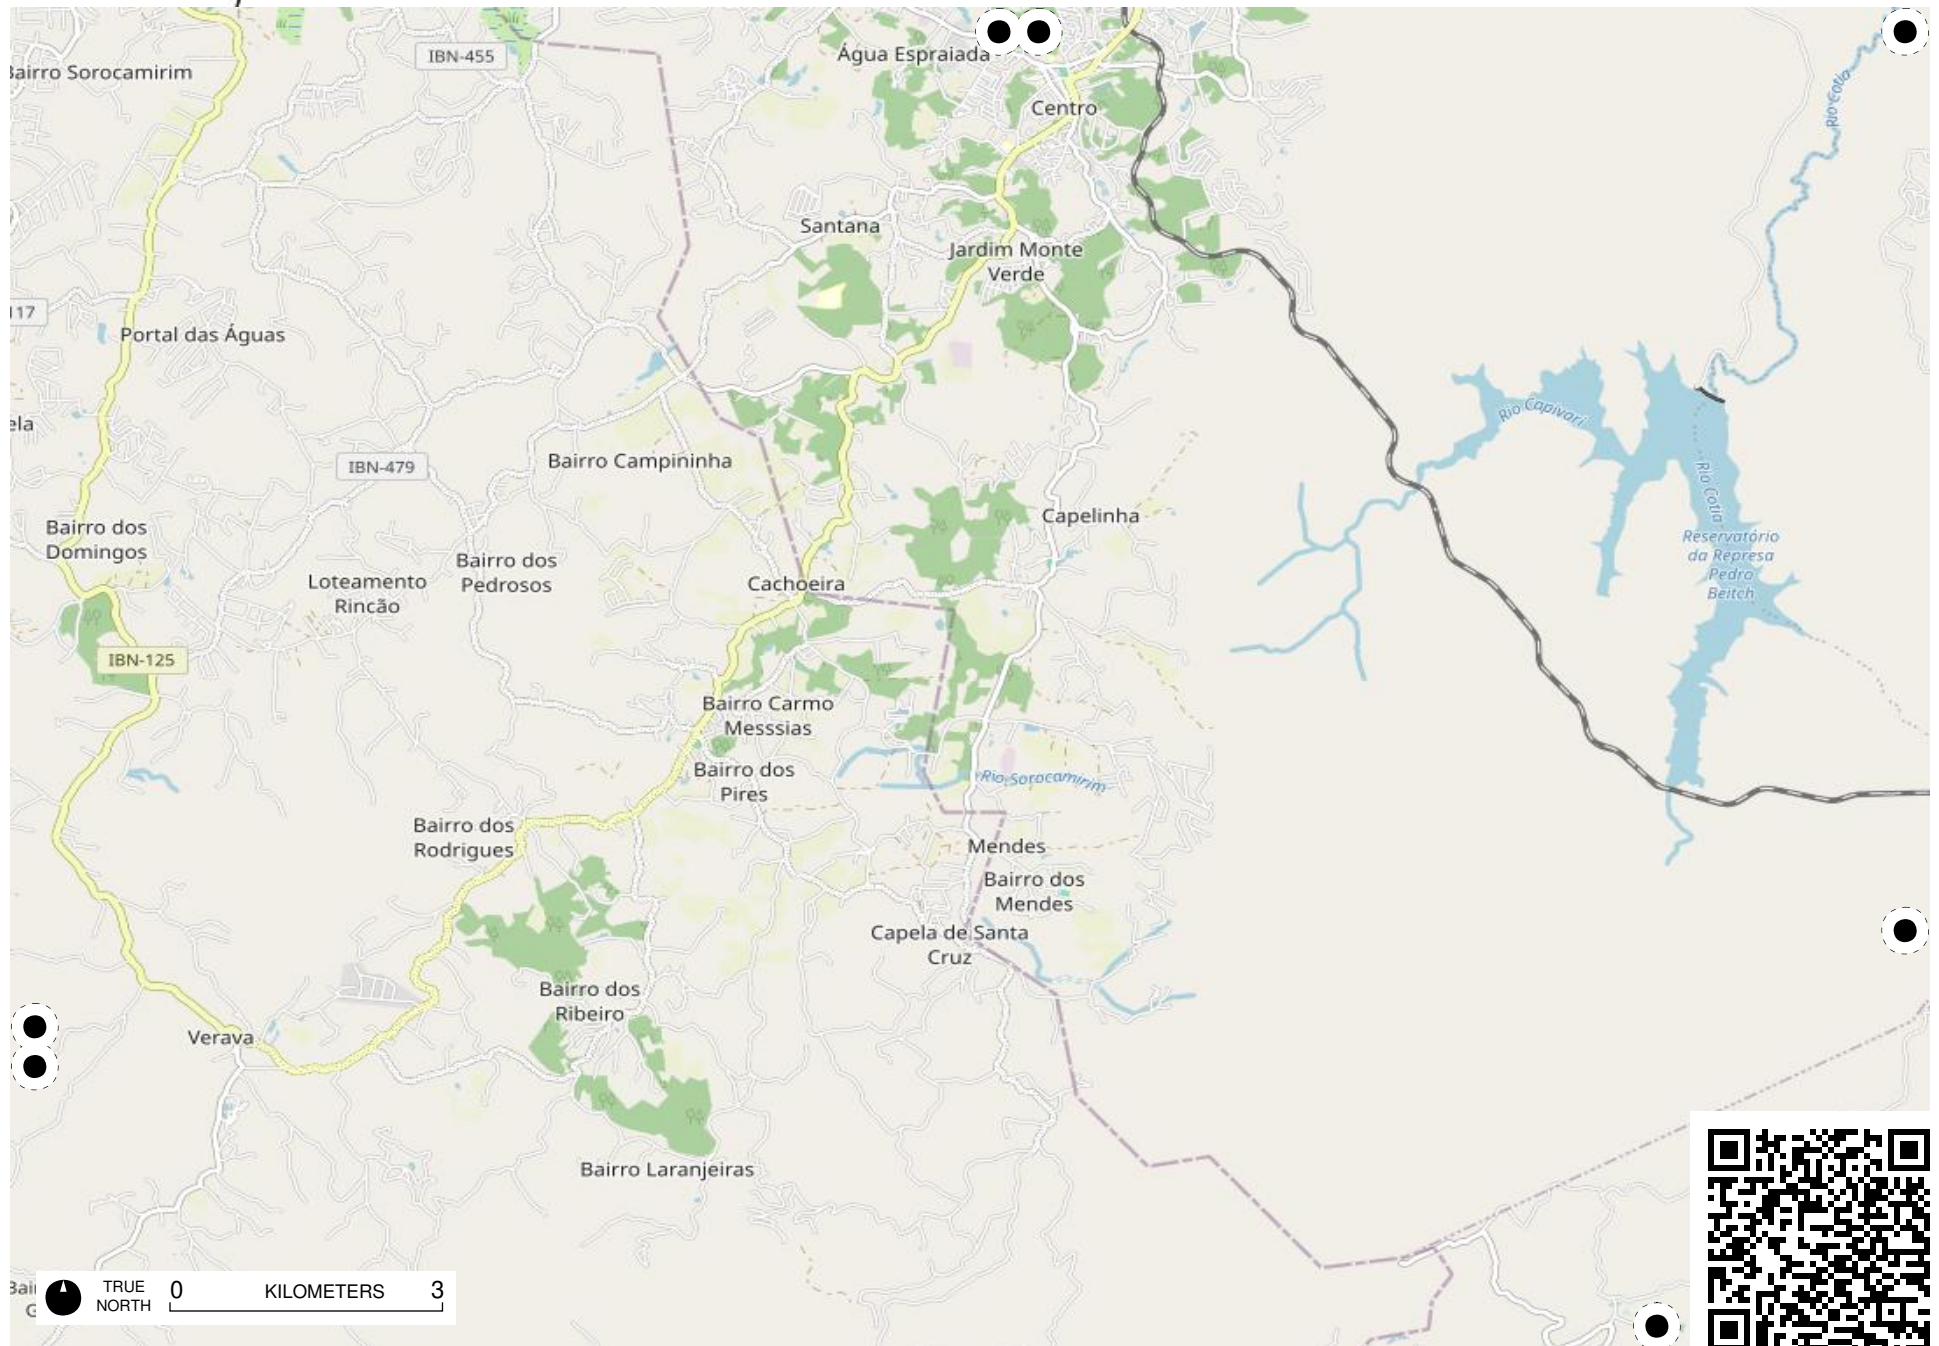 IBN-455
Água Espraiada
Bairro Sorocamirim
Rio Cotia
Centro
Santana
Jardim Monte
Verde
Portal das Águas
Rio Capivari
Bairro Campininha
IBN-479
Rio Cotia
Capelinha
Bairro dos
Domingos
Reservatório
da Represa
Pedro
Beitch
Bairro dos
Pedrosos
Loteamento
Rincão
Cachoeira
IBN-125
Bairro Carmo
Messsias
Bairro dos
Pires
Rio Sorocamirim
Bairro dos
Rodrigues
Mendes
Bairro dos
Mendes
Capela de Santa
Cruz
Bairro dos
Ribeiro
Verava
Bairro Laranjeiras
TRUE
NORTH
0 KILOMETERS 3